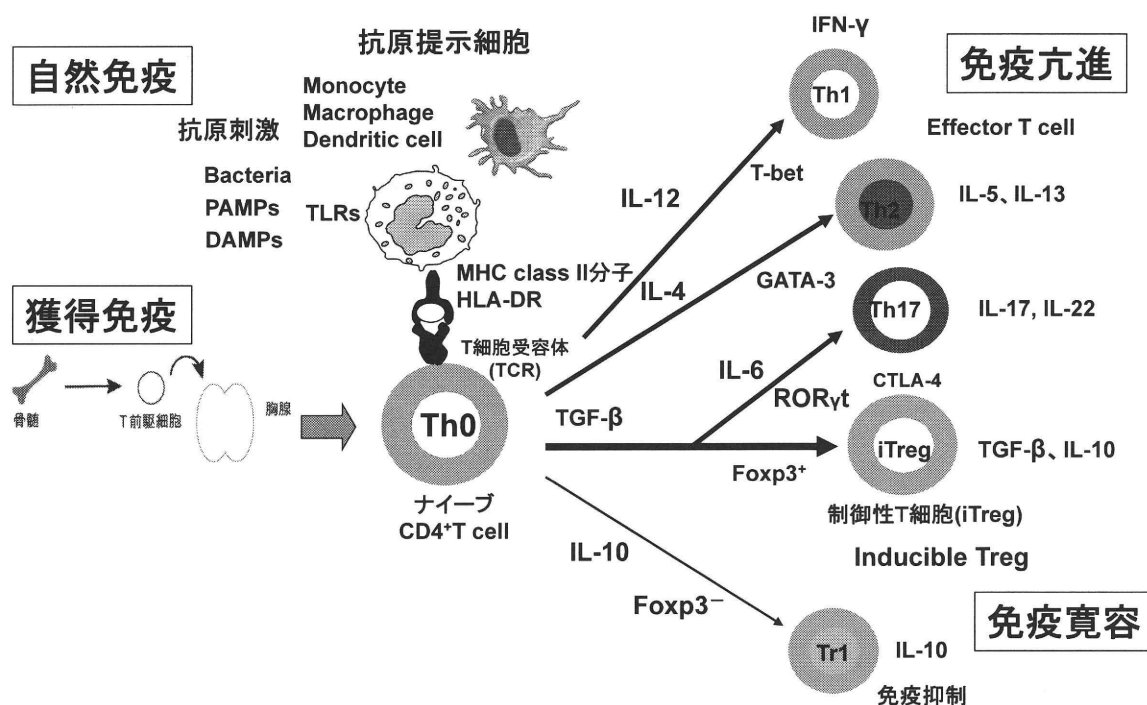 自然免疫
抗原提示細胞
Monocyte
Macrophage
Dendritic cell
抗原刺激
Bacteria
PAMPs
DAMPs
TLRs
MHC class II分子
HLA-DR
獲得免疫
骨髄
T前駆細胞
胸腺
T細胞受容体
(TCR)
Th0
ナイーブ
CD4⁺T cell
IL-12
T-bet
IFN-γ
Th1
免疫亢進
Effector T cell
IL-4
GATA-3
Th2
IL-5、IL-13
IL-6
RORγt
Th17
IL-17, IL-22
TGF-β
Foxp3⁺
CTLA-4
iTreg
TGF-β、IL-10
制御性T細胞(iTreg)
Inducible Treg
IL-10
Foxp3⁻
Tr1
IL-10
免疫抑制
免疫寛容